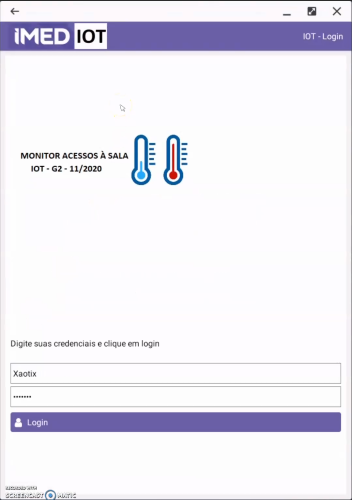 iMED IOT
IOT - Login
MONITOR ACESSOS À SALA
IOT - G2 - 11/2020
Digite suas credenciais e clique em login
Xaotix
•••••••
Login
RECORDED WITH
SCREENCAST MATIC